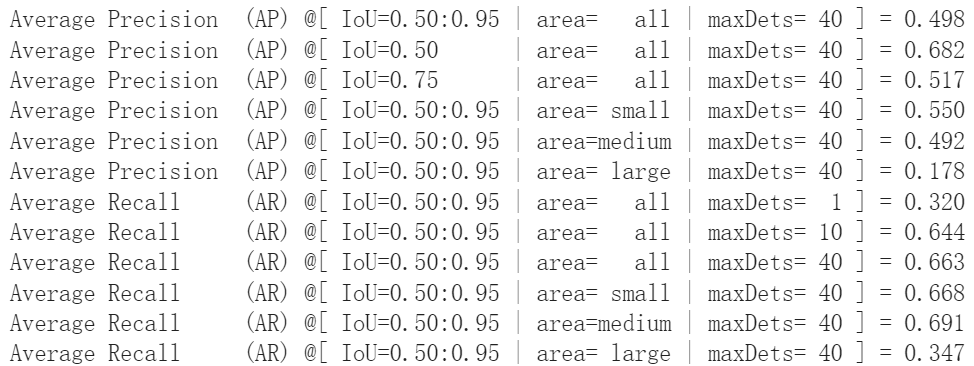 Average Precision  (AP) @[ IoU=0.50:0.95 | area=   all | maxDets= 40 ] = 0.498
Average Precision  (AP) @[ IoU=0.50      | area=   all | maxDets= 40 ] = 0.682
Average Precision  (AP) @[ IoU=0.75      | area=   all | maxDets= 40 ] = 0.517
Average Precision  (AP) @[ IoU=0.50:0.95 | area= small | maxDets= 40 ] = 0.550
Average Precision  (AP) @[ IoU=0.50:0.95 | area=medium | maxDets= 40 ] = 0.492
Average Precision  (AP) @[ IoU=0.50:0.95 | area= large | maxDets= 40 ] = 0.178
Average Recall     (AR) @[ IoU=0.50:0.95 | area=   all | maxDets=  1 ] = 0.320
Average Recall     (AR) @[ IoU=0.50:0.95 | area=   all | maxDets= 10 ] = 0.644
Average Recall     (AR) @[ IoU=0.50:0.95 | area=   all | maxDets= 40 ] = 0.663
Average Recall     (AR) @[ IoU=0.50:0.95 | area= small | maxDets= 40 ] = 0.668
Average Recall     (AR) @[ IoU=0.50:0.95 | area=medium | maxDets= 40 ] = 0.691
Average Recall     (AR) @[ IoU=0.50:0.95 | area= large | maxDets= 40 ] = 0.347